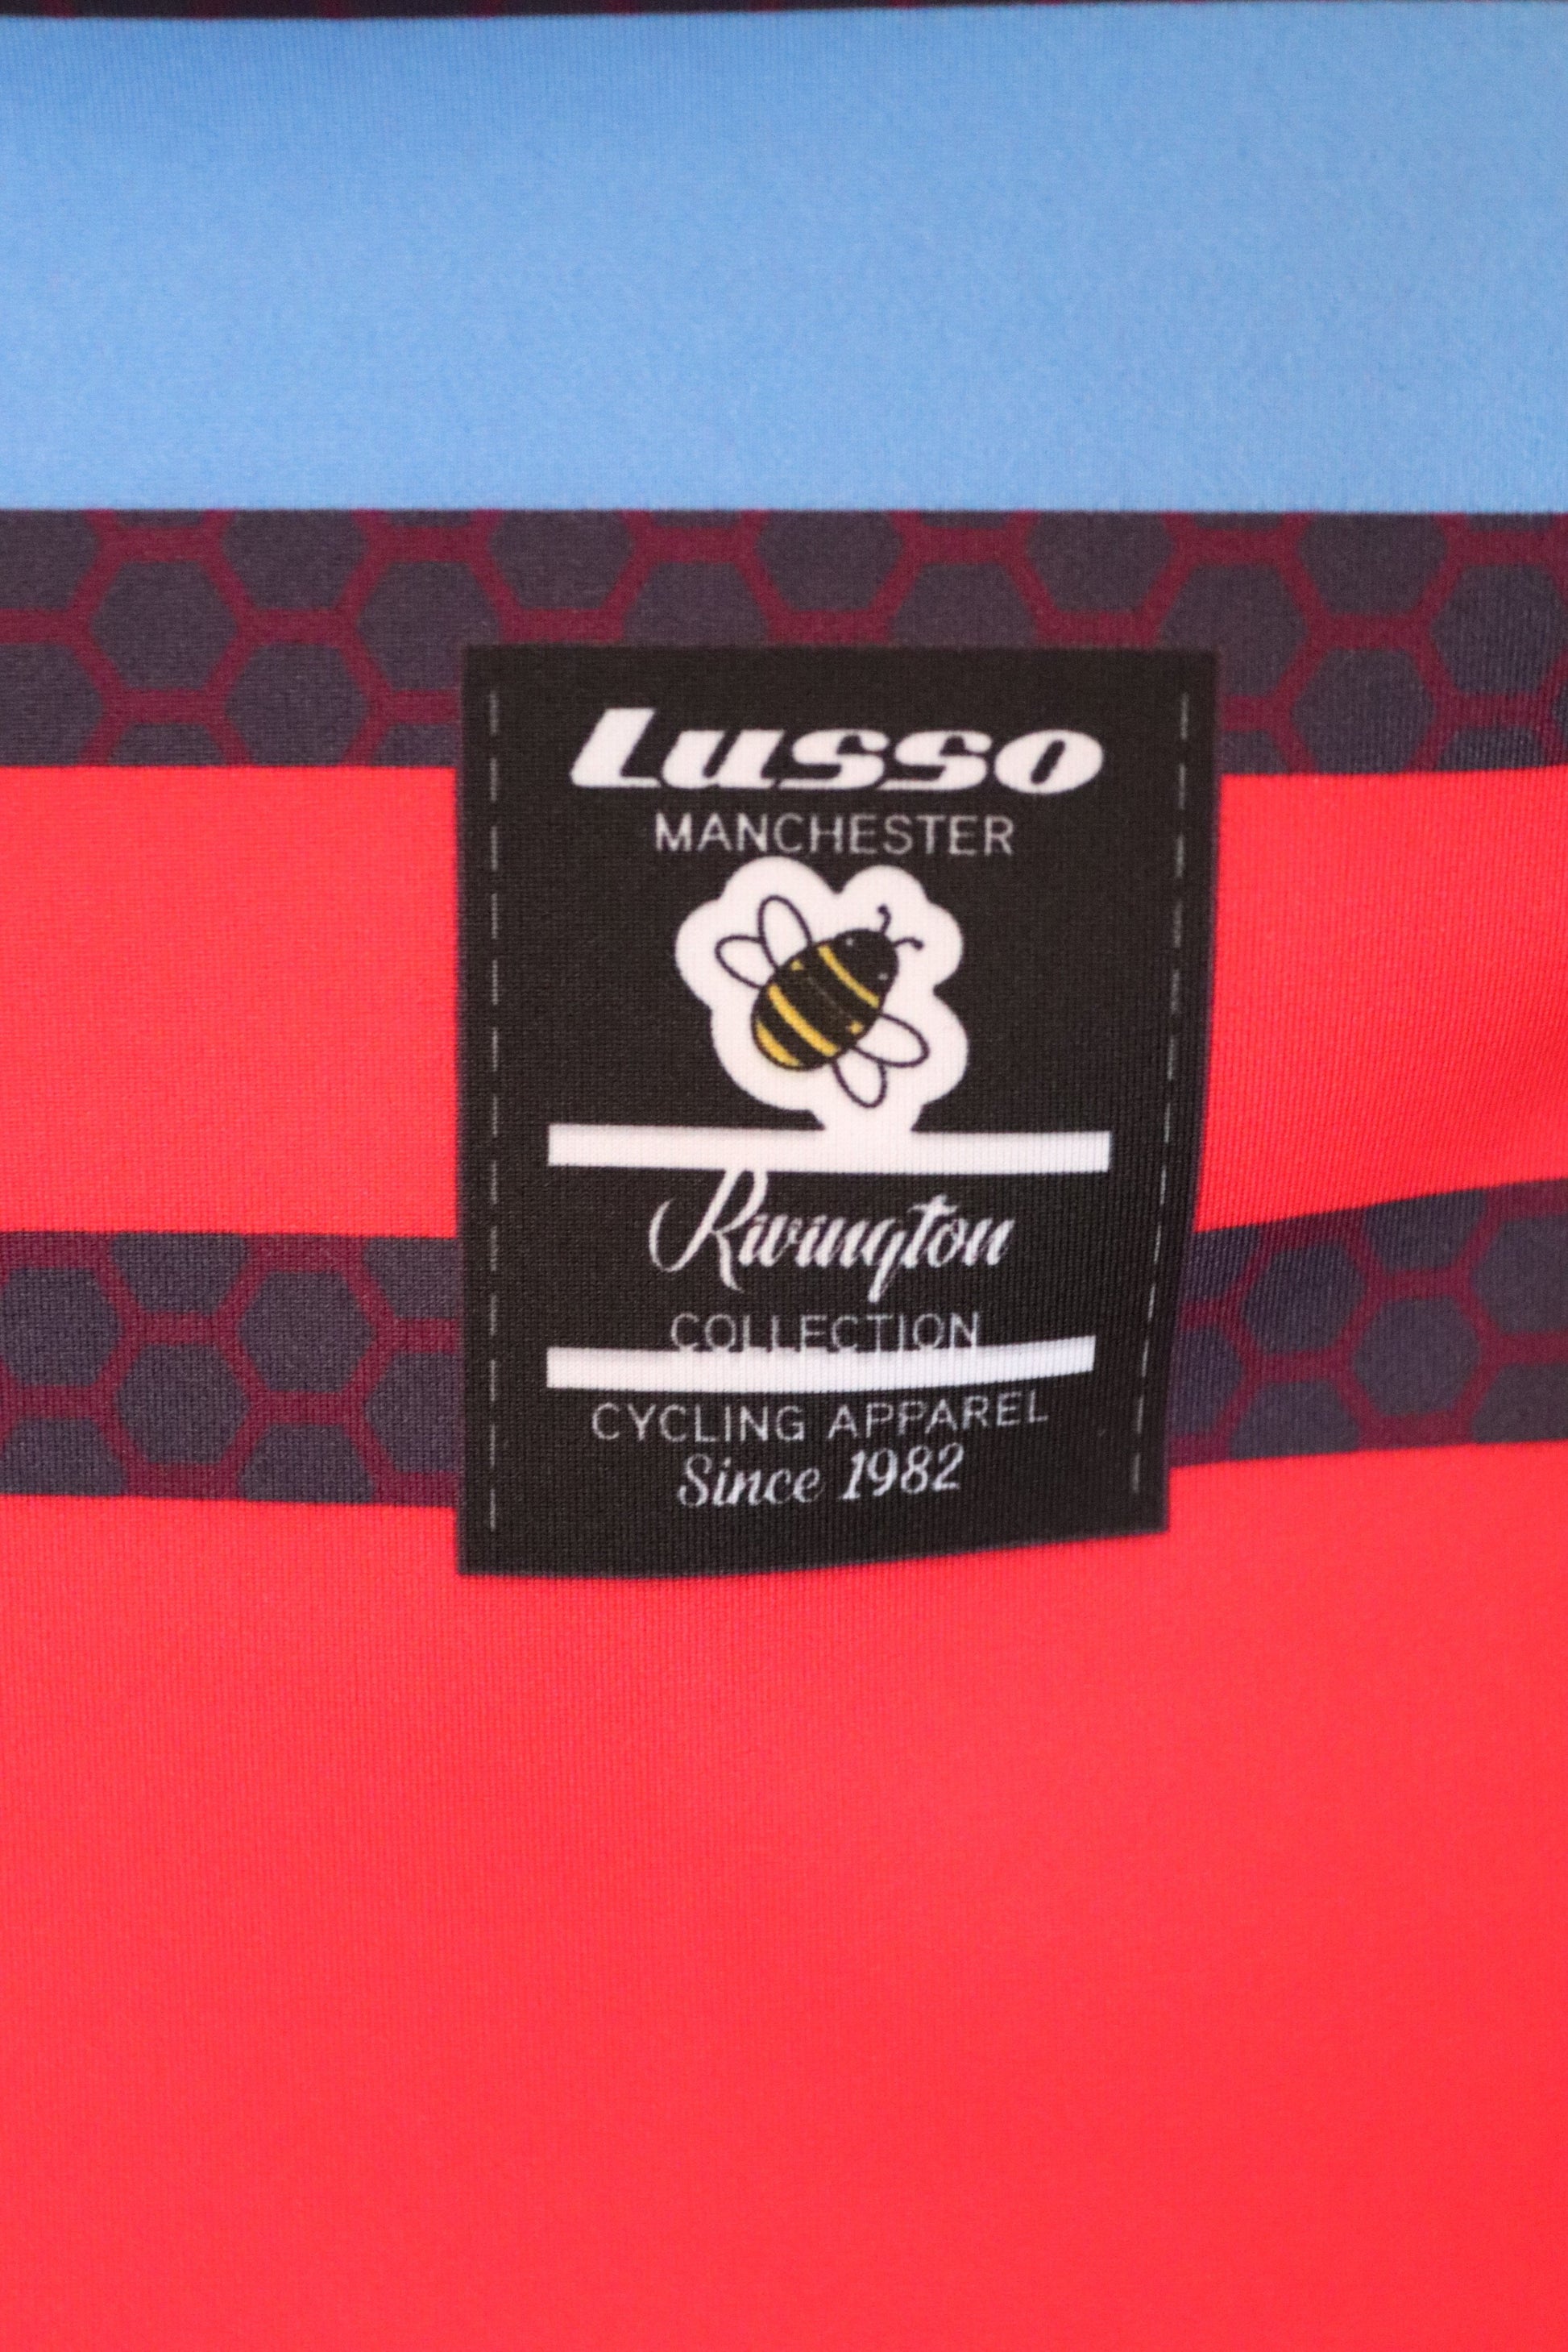 Lusso
MANCHESTER
Rivington
COLLECTION
CYCLING APPAREL
Since 1982